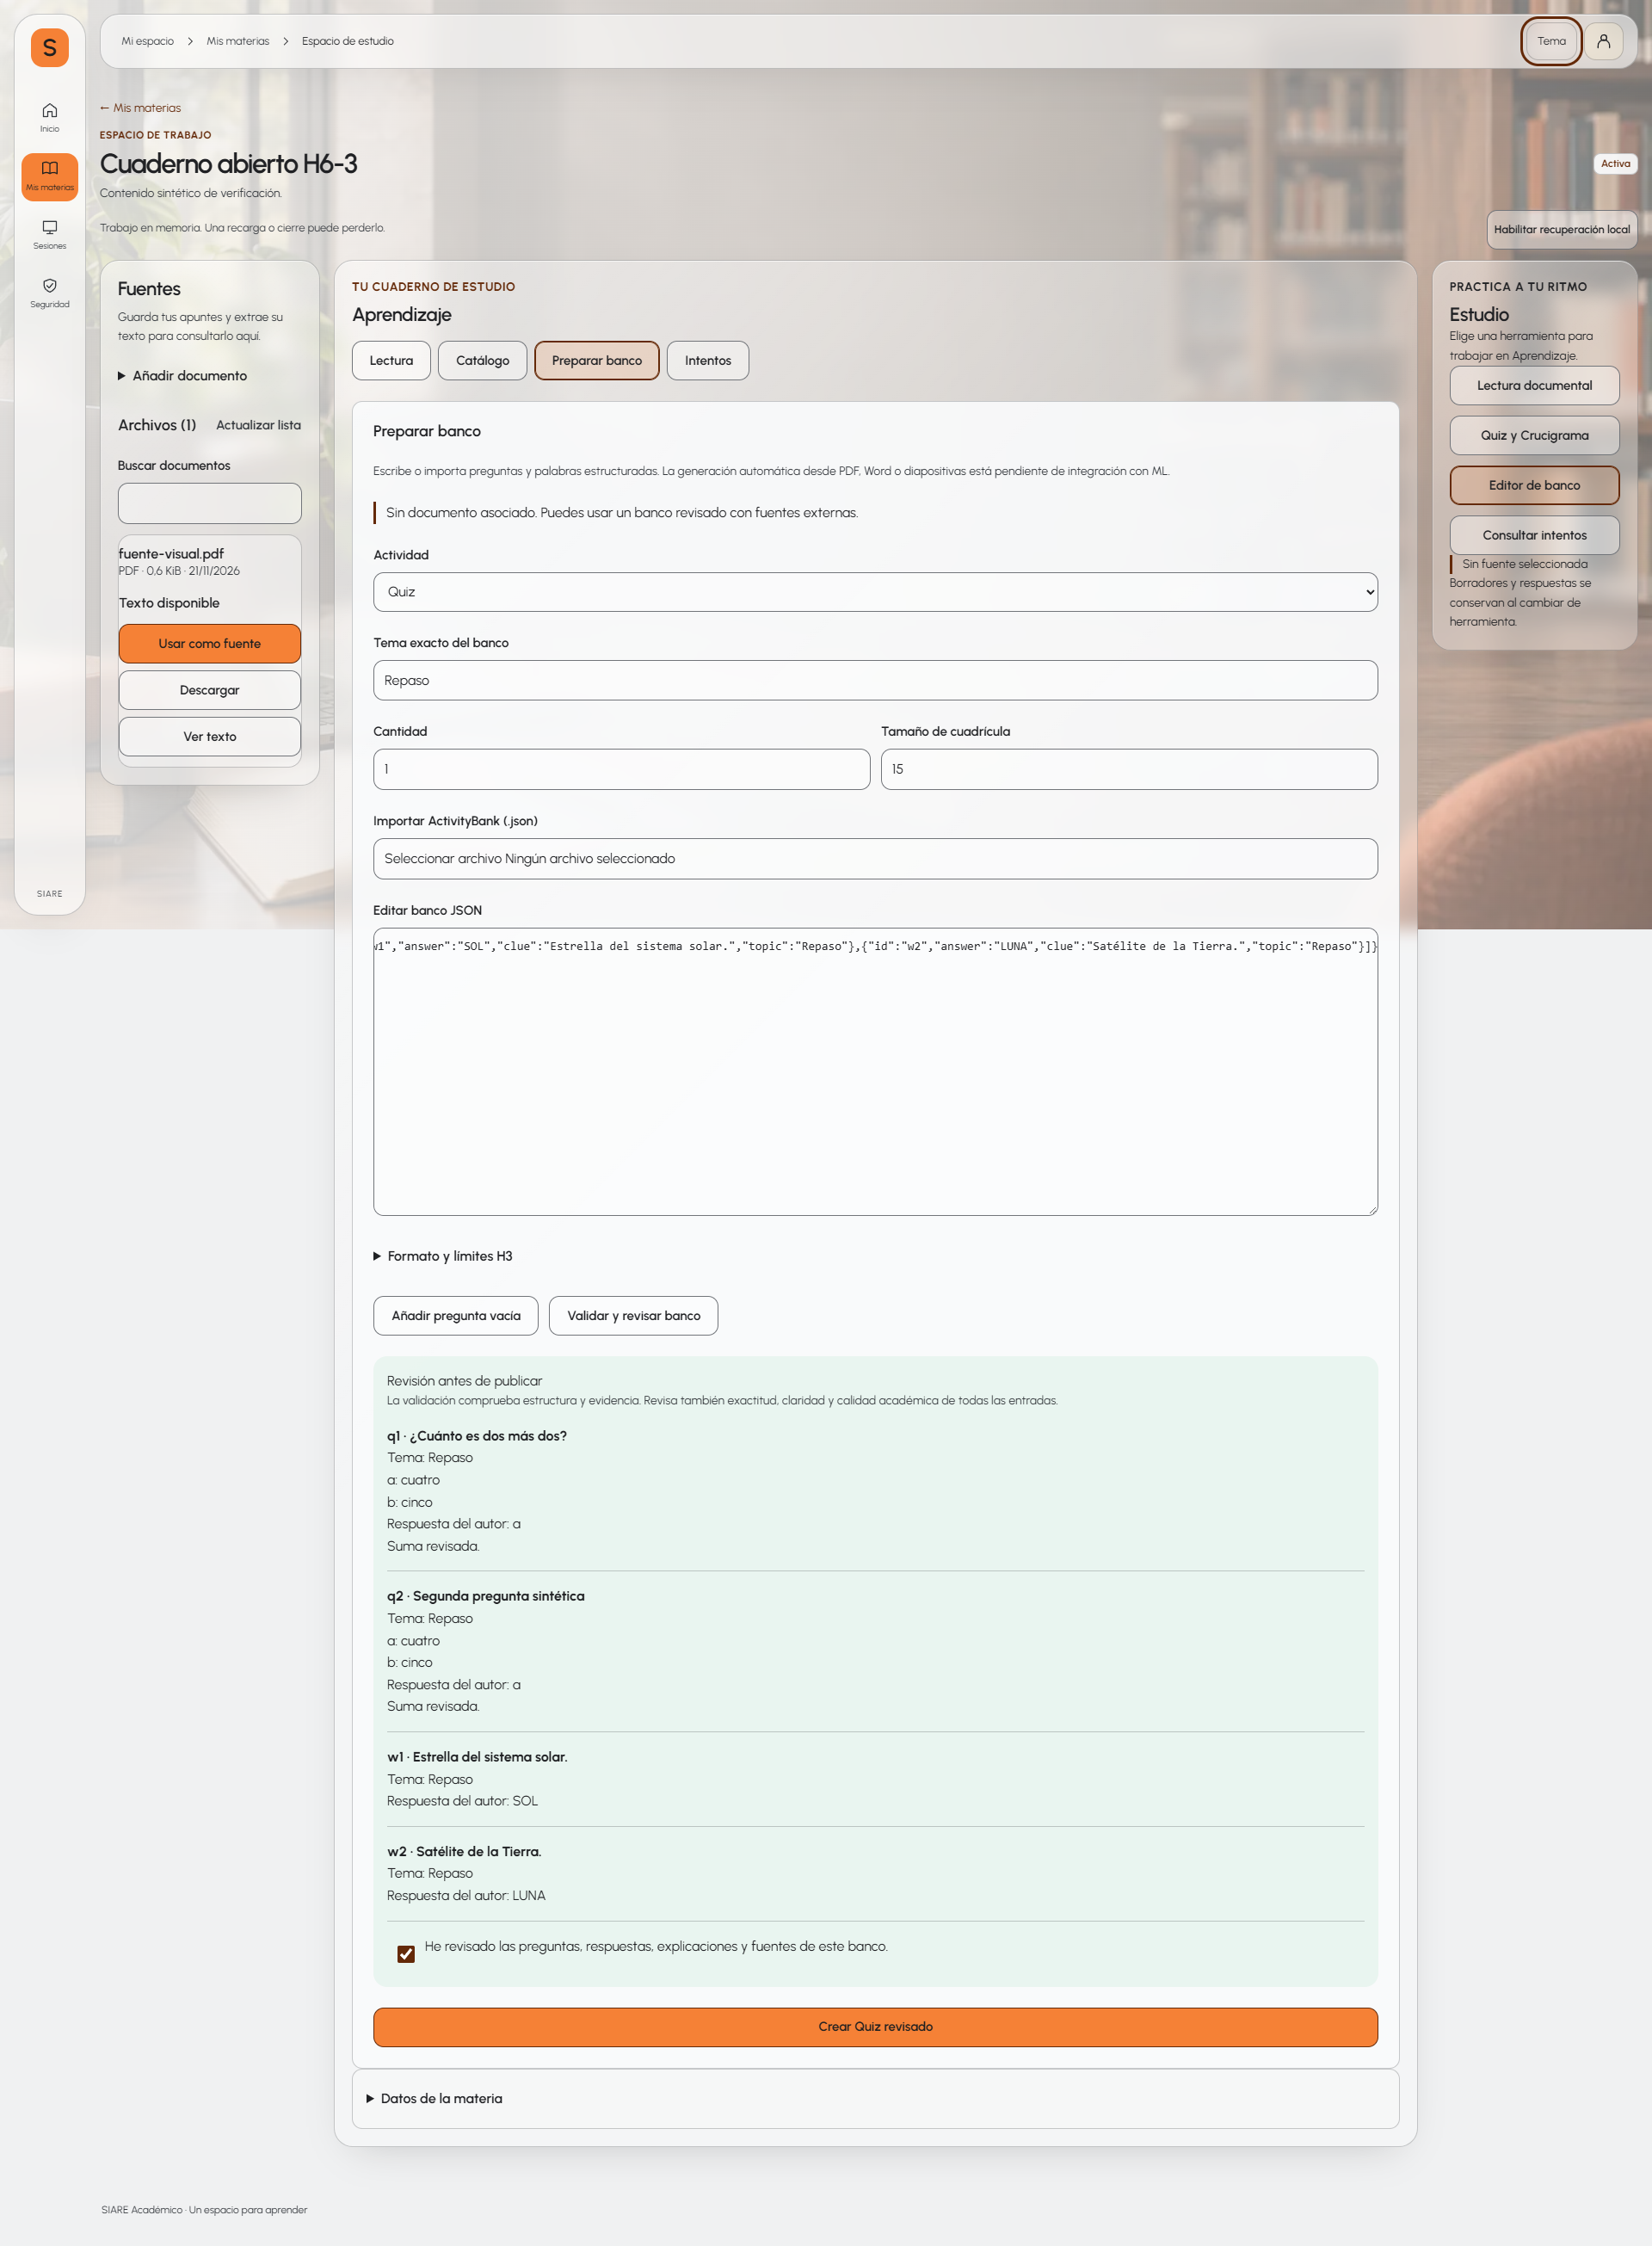 S
Inicio
Mis materias
Sesiones
Seguridad
SIARE
Mi espacio > Mis materias > Espacio de estudio
Tema
← Mis materias
ESPACIO DE TRABAJO
Cuaderno abierto H6-3
Activa
Contenido sintético de verificación.
Trabajo en memoria. Una recarga o cierre puede perderlo.
Habilitar recuperación local
Fuentes
Guarda tus apuntes y extrae su
texto para consultarlo aquí.
▶ Añadir documento
Archivos (1) Actualizar lista
Buscar documentos
fuente-visual.pdf
PDF · 0,6 KiB · 21/11/2026
Texto disponible
Usar como fuente
Descargar
Ver texto
TU CUADERNO DE ESTUDIO
Aprendizaje
Lectura Catálogo Preparar banco Intentos
Preparar banco
Escribe o importa preguntas y palabras estructuradas. La generación automática desde PDF, Word o diapositivas está pendiente de integración con ML.
Sin documento asociado. Puedes usar un banco revisado con fuentes externas.
Actividad
Quiz
Tema exacto del banco
Repaso
Cantidad Tamaño de cuadrícula
1 15
Importar ActivityBank (.json)
Seleccionar archivo Ningún archivo seleccionado
Editar banco JSON
w1","answer":"SOL","clue":"Estrella del sistema solar.","topic":"Repaso"},{"id":"w2","answer":"LUNA","clue":"Satélite de la Tierra.","topic":"Repaso"}]}
▶ Formato y límites H3
Añadir pregunta vacía Validar y revisar banco
Revisión antes de publicar
La validación comprueba estructura y evidencia. Revisa también exactitud, claridad y calidad académica de todas las entradas.
q1 · ¿Cuánto es dos más dos?
Tema: Repaso
a: cuatro
b: cinco
Respuesta del autor: a
Suma revisada.
q2 · Segunda pregunta sintética
Tema: Repaso
a: cuatro
b: cinco
Respuesta del autor: a
Suma revisada.
w1 · Estrella del sistema solar.
Tema: Repaso
Respuesta del autor: SOL
w2 · Satélite de la Tierra.
Tema: Repaso
Respuesta del autor: LUNA
He revisado las preguntas, respuestas, explicaciones y fuentes de este banco.
Crear Quiz revisado
▶ Datos de la materia
PRACTICA A TU RITMO
Estudio
Elige una herramienta para
trabajar en Aprendizaje.
Lectura documental
Quiz y Crucigrama
Editor de banco
Consultar intentos
Sin fuente seleccionada
Borradores y respuestas se
conservan al cambiar de
herramienta.
SIARE Académico · Un espacio para aprender